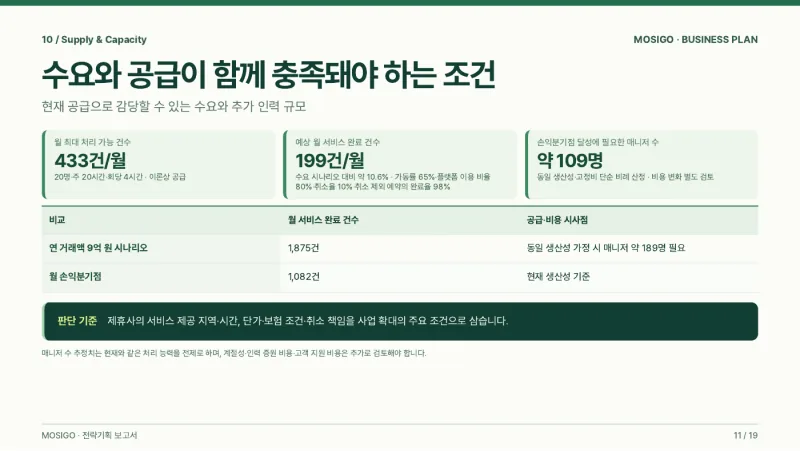 10 / Supply & Capacity
MOSIGO · BUSINESS PLAN
수요와 공급이 함께 충족돼야 하는 조건
현재 공급으로 감당할 수 있는 수요와 추가 인력 규모
월 최대 처리 가능 건수
433건/월
20명·주 20시간·회당 4시간 · 이론상 공급
예상 월 서비스 완료 건수
199건/월
수요 시나리오 대비 약 10.6% · 가동률 65%·플랫폼 이용 비율
80%·취소율 10%·취소 제외 예약의 완료율 98%
손익분기점 달성에 필요한 매니저 수
약 109명
동일 생산성·고정비 단순 비례 산정 · 비용 변화 별도 검토
비교
월 서비스 완료 건수
공급·비용 시사점
연 거래액 9억 원 시나리오
1,875건
동일 생산성 가정 시 매니저 약 189명 필요
월 손익분기점
1,082건
현재 생산성 기준
판단 기준 제휴사의 서비스 제공 지역·시간, 단가·보험 조건·취소 책임을 사업 확대의 주요 조건으로 삼습니다.
매니저 수 추정치는 현재와 같은 처리 능력를 전제로 하며, 계절성·인력 증원 비용·고객 지원 비용은 추가로 검토해야 합니다.
MOSIGO · 전략기획 보고서
11 / 19